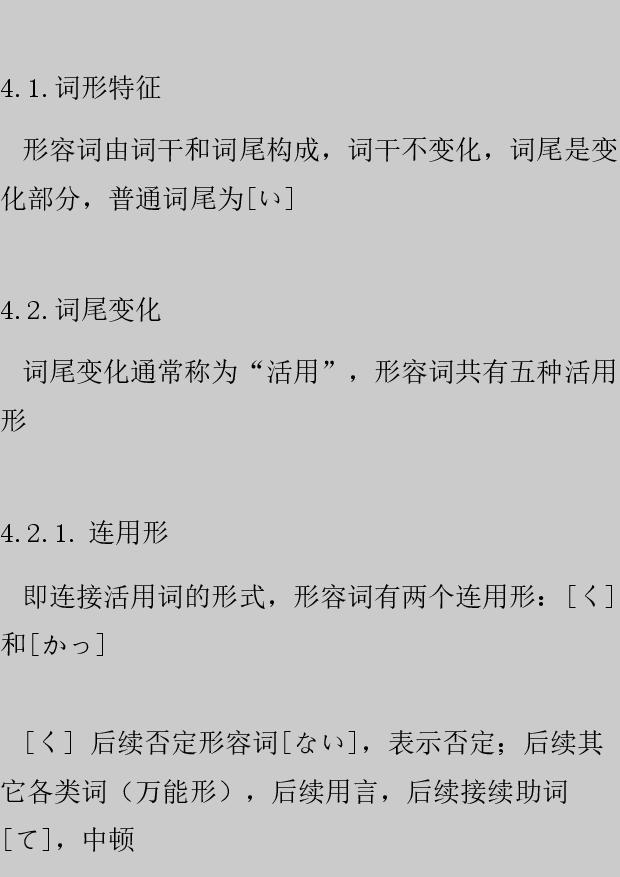 4.1.词形特征
形容词由词干和词尾构成，词干不变化，词尾是变
化部分，普通词尾为[い]
4.2.词尾变化
词尾变化通常称为“活用”，形容词共有五种活用
形
4.2.1. 连用形
即连接活用词的形式，形容词有两个连用形：[く]
和[かっ]
[く] 后续否定形容词[ない]，表示否定；后续其
它各类词（万能形），后续用言，后续接续助词
[て]，中顿